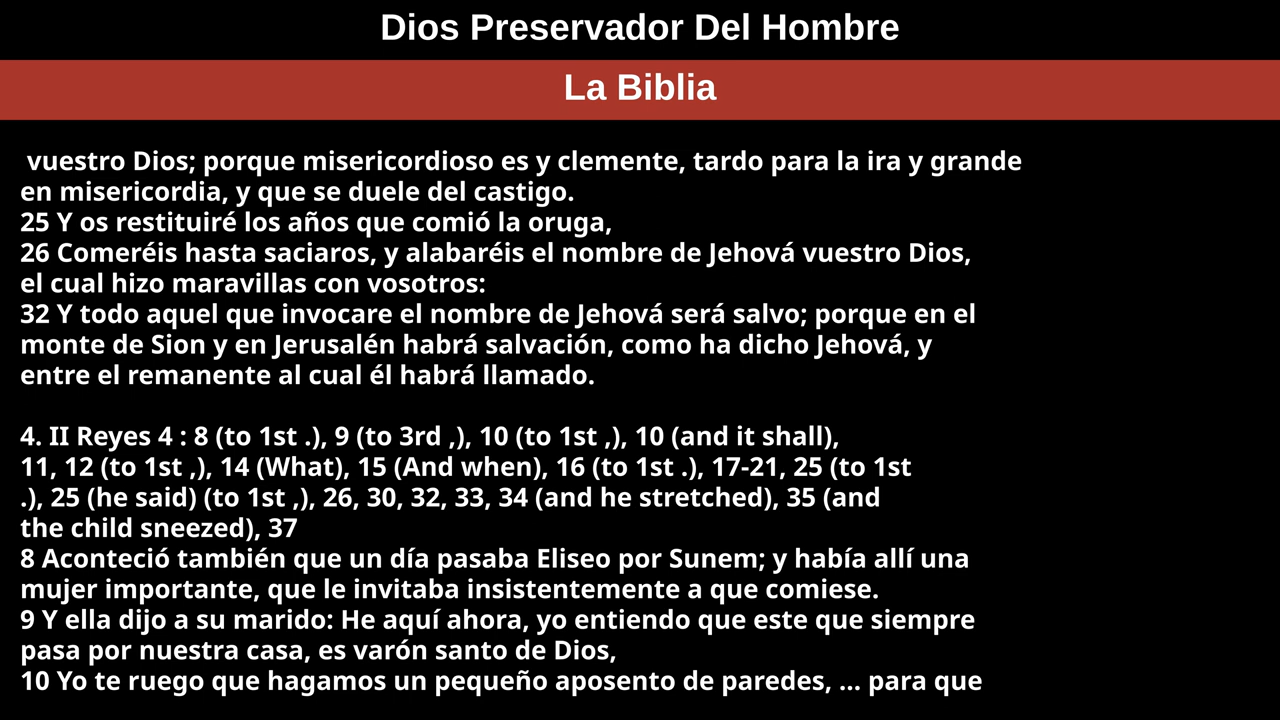 Dios Preservador Del Hombre
La Biblia
vuestro Dios; porque misericordioso es y clemente, tardo para la ira y grande
en misericordia, y que se duele del castigo.
25 Y os restituiré los años que comió la oruga,
26 Comeréis hasta saciaros, y alabaréis el nombre de Jehová vuestro Dios,
el cual hizo maravillas con vosotros:
32 Y todo aquel que invocare el nombre de Jehová será salvo; porque en el
monte de Sion y en Jerusalén habrá salvación, como ha dicho Jehová, y
entre el remanente al cual él habrá llamado.
4. II Reyes 4 : 8 (to 1st .), 9 (to 3rd ,), 10 (to 1st ,), 10 (and it shall),
11, 12 (to 1st ,), 14 (What), 15 (And when), 16 (to 1st .), 17-21, 25 (to 1st
.), 25 (he said) (to 1st ,), 26, 30, 32, 33, 34 (and he stretched), 35 (and
the child sneezed), 37
8 Aconteció también que un día pasaba Eliseo por Sunem; y había allí una
mujer importante, que le invitaba insistentemente a que comiese.
9 Y ella dijo a su marido: He aquí ahora, yo entiendo que este que siempre
pasa por nuestra casa, es varón santo de Dios,
10 Yo te ruego que hagamos un pequeño aposento de paredes, ... para que